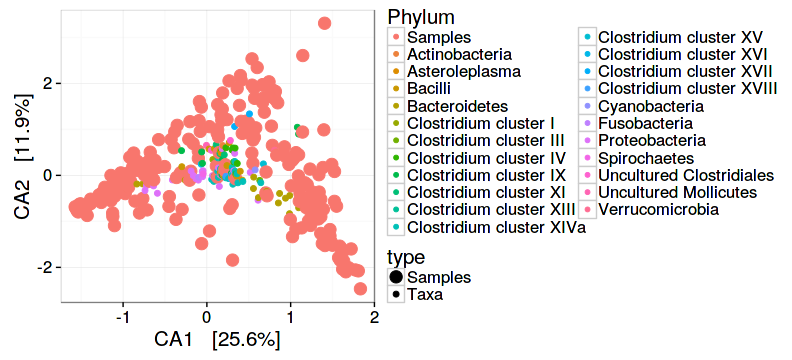 Phylum
Samples
Actinobacteria
Asteroleplasma
Bacilli
Bacteroidetes
Clostridium cluster I
Clostridium cluster III
Clostridium cluster IV
Clostridium cluster IX
Clostridium cluster XI
Clostridium cluster XIII
Clostridium cluster XIVa
Clostridium cluster XV
Clostridium cluster XVI
Clostridium cluster XVII
Clostridium cluster XVIII
Cyanobacteria
Fusobacteria
Proteobacteria
Spirochaetes
Uncultured Clostridiales
Uncultured Mollicutes
Verrucomicrobia
type
Samples
Taxa
CA2 [11.9%]
2
0
-2
-1
0
1
2
CA1 [25.6%]